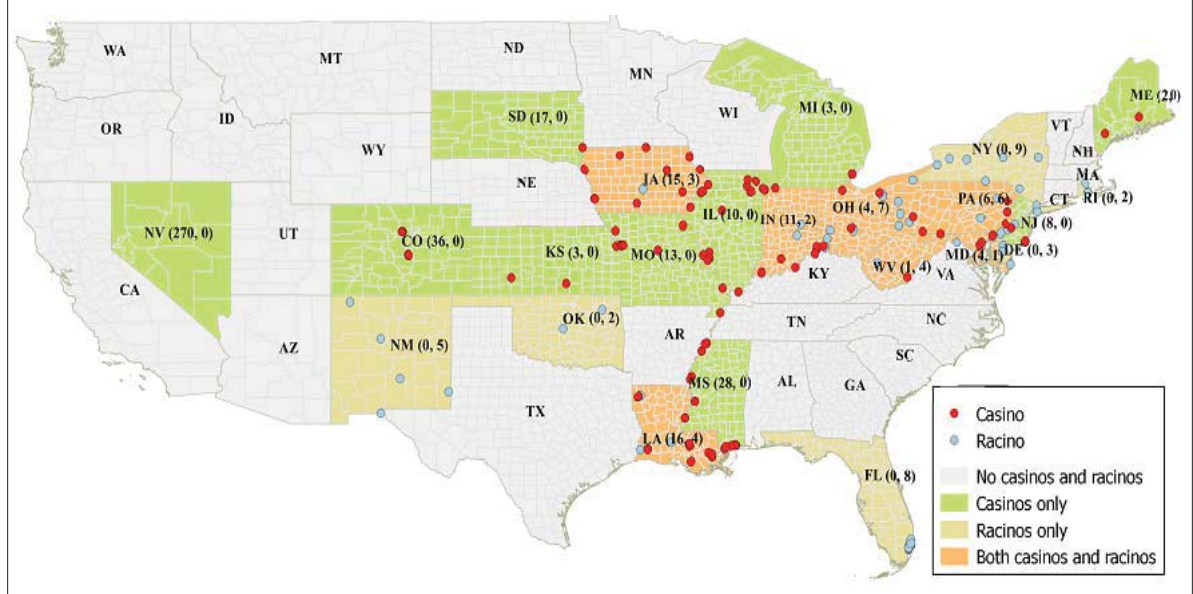 WA
MT
ND
MN
OR
ID
SD (17, 0)
WI
MI (3, 0)
ME (2,0)
VT
NH
NY (0, 9)
MA
CT
RI (0, 2)
WY
NE
IA (15, 3)
IL (10, 0)
IN (11, 2)
OH (4, 7)
PA (6, 6)
NJ (8, 0)
NV (270, 0)
UT
CO (36, 0)
KS (3, 0)
MO (13, 0)
KY
WV (1, 4)
MD (4, 1)
DE (0, 3)
VA
CA
AZ
NM (0, 5)
OK (0, 2)
AR
TN
NC
SC
TX
MS (28, 0)
AL
GA
LA (16, 4)
FL (0, 8)
Casino
Racino
No casinos and racinos
Casinos only
Racinos only
Both casinos and racinos